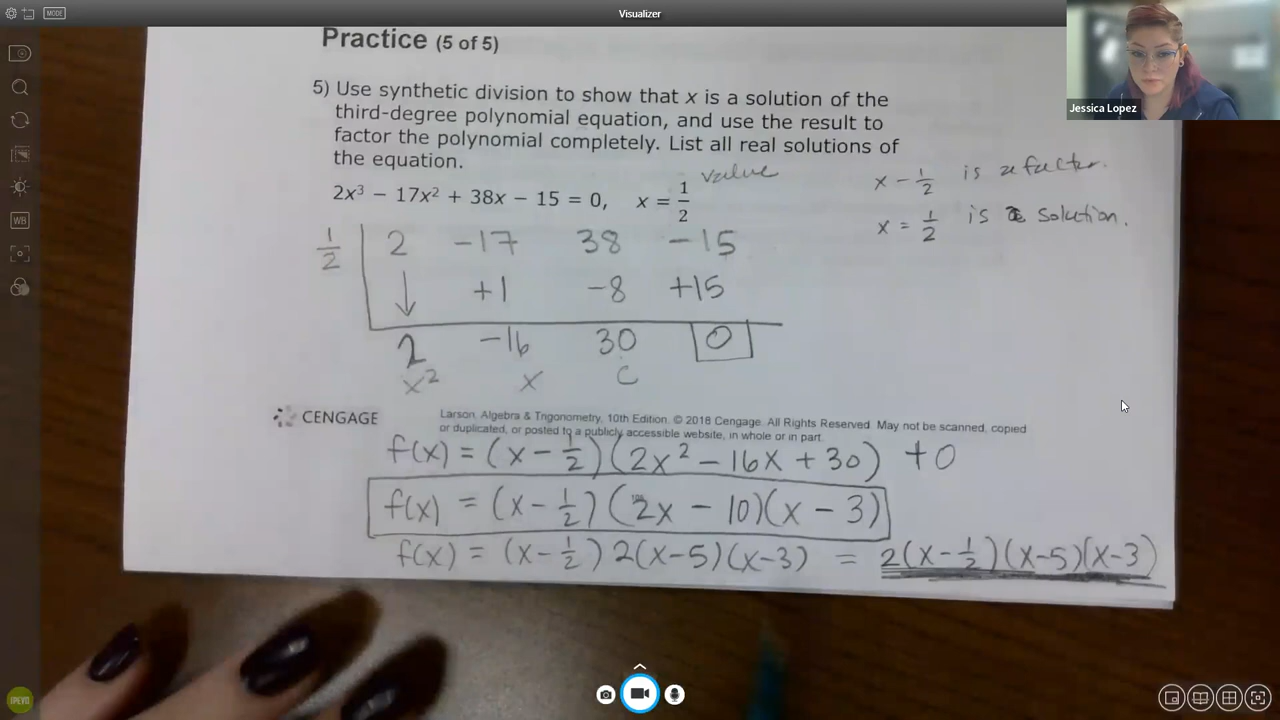 MODE
Visualizer
Jessica Lopez
WB
Practice (5 of 5)
5) Use synthetic division to show that x is a solution of the
third-degree polynomial equation, and use the result to
factor the polynomial completely. List all real solutions of
the equation.
value
x - 1/2 is a factor.
2x³ − 17x² + 38x − 15 = 0, x = 1/2
x = 1/2 is a solution.
1/2 2 -17 38 -15
↓ +1 -8 +15
2 -16 30 0
x² x c
CENGAGE
Larson, Algebra & Trigonometry, 10th Edition. © 2018 Cengage. All Rights Reserved. May not be scanned, copied
or duplicated, or posted to a publicly accessible website, in whole or in part.
f(x) = (x - 1/2)(2x² - 16x + 30) + 0
f(x) = (x - 1/2)(2x - 10)(x - 3)
f(x) = (x - 1/2) 2(x-5)(x-3) = 2(x - 1/2)(x-5)(x-3)
IPEVO